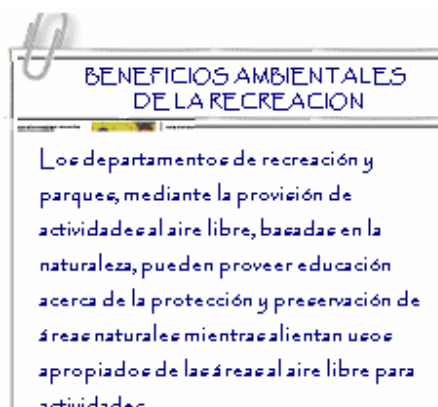 BENEFICIOS AMBIENTALES
DE LA RECREACION
Los departamentos de recreación y
parques, mediante la provisión de
actividades al aire libre, basadas en la
naturaleza, pueden proveer educación
acerca de la protección y preservación de
áreas naturales mientras alientan usos
apropiados de las áreas al aire libre para
actividades